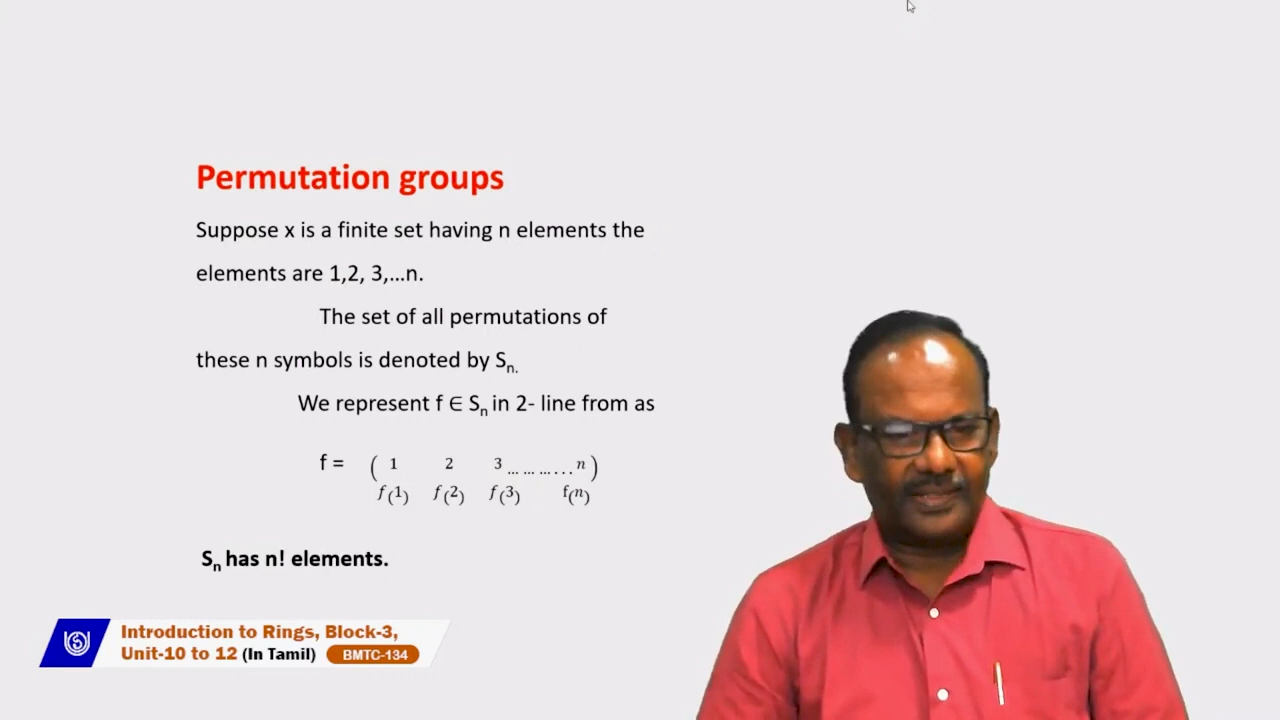 Permutation groups
Suppose x is a finite set having n elements the
elements are 1,2, 3,...n.
The set of all permutations of
these n symbols is denoted by Sn.
We represent f ∈ Sn in 2- line from as
f = ( 1 2 3 ... ... ... . . . n )
f(1) f(2) f(3) f(n)
Sn has n! elements.
Introduction to Rings, Block-3,
Unit-10 to 12 (In Tamil) BMTC-134